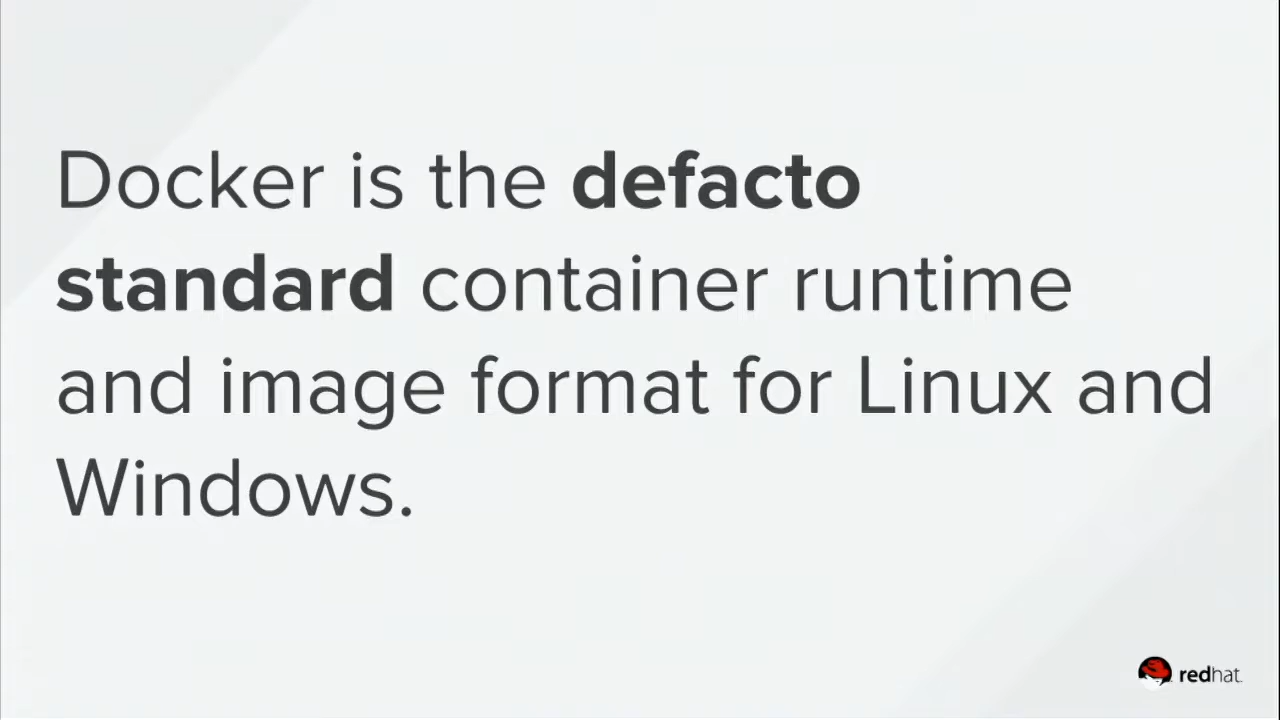 Docker is the defacto
standard container runtime
and image format for Linux and
Windows.
redhat.